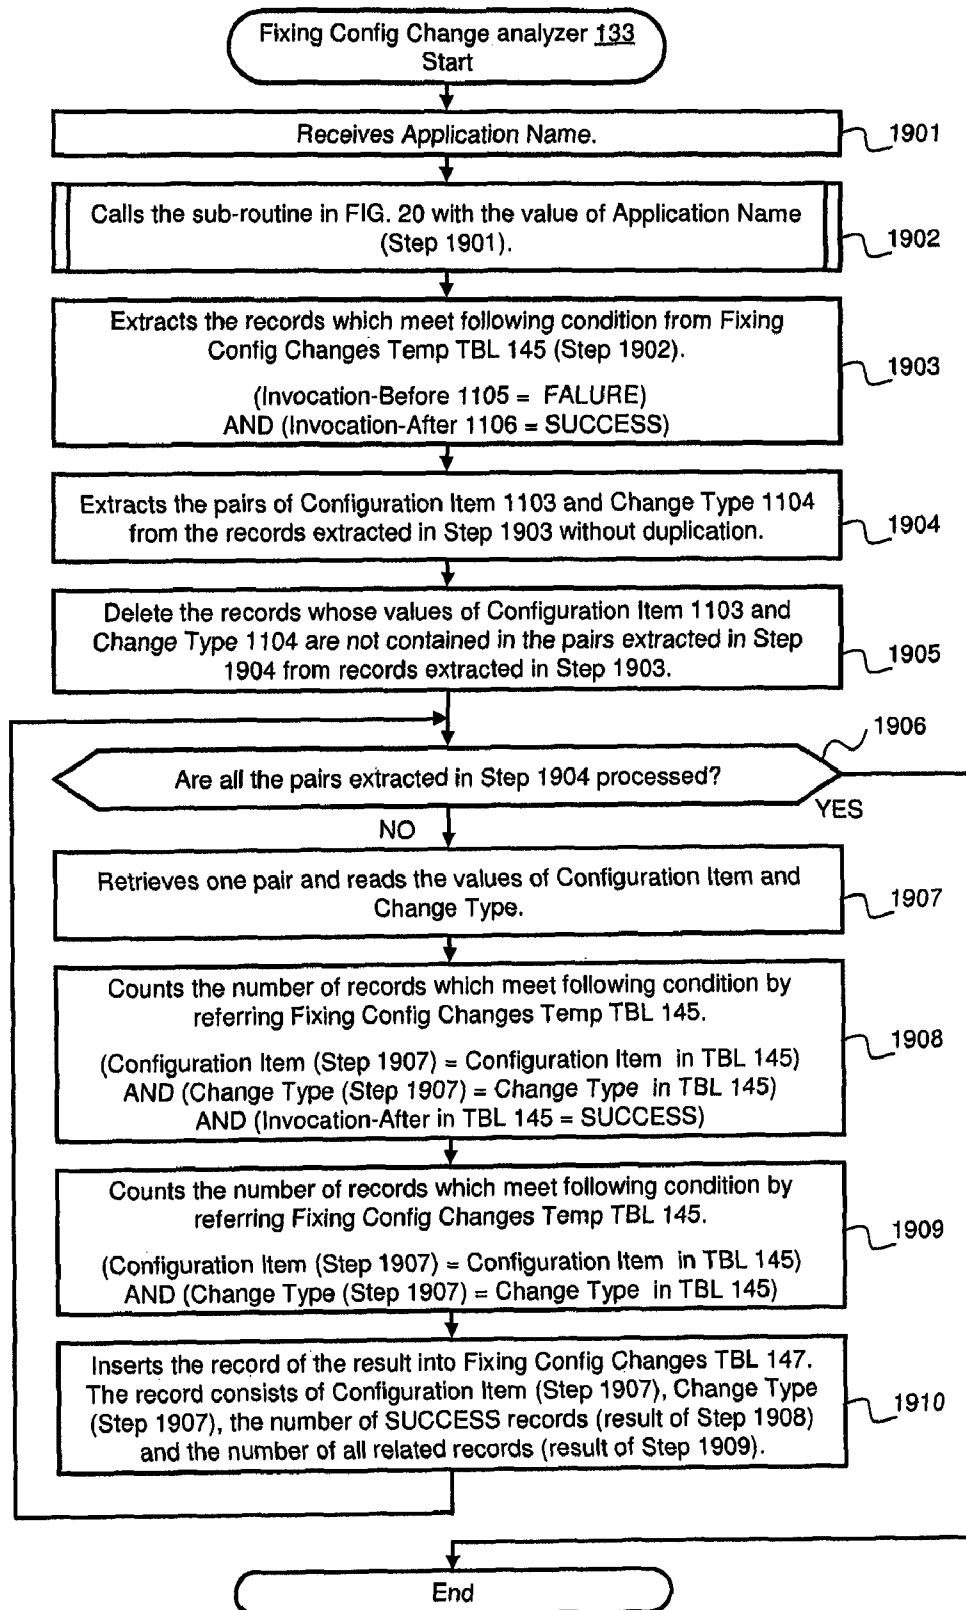 Fixing Config Change analyzer 133
Start
Receives Application Name.
1901
Calls the sub-routine in FIG. 20 with the value of Application Name
(Step 1901).
1902
Extracts the records which meet following condition from Fixing
Config Changes Temp TBL 145 (Step 1902).
(Invocation-Before 1105 = FALURE)
AND (Invocation-After 1106 = SUCCESS)
1903
Extracts the pairs of Configuration Item 1103 and Change Type 1104
from the records extracted in Step 1903 without duplication.
1904
Delete the records whose values of Configuration Item 1103 and
Change Type 1104 are not contained in the pairs extracted in Step
1904 from records extracted in Step 1903.
1905
1906
Are all the pairs extracted in Step 1904 processed?
YES
NO
Retrieves one pair and reads the values of Configuration Item and
Change Type.
1907
Counts the number of records which meet following condition by
referring Fixing Config Changes Temp TBL 145.
(Configuration Item (Step 1907) = Configuration Item in TBL 145)
AND (Change Type (Step 1907) = Change Type in TBL 145)
AND (Invocation-After in TBL 145 = SUCCESS)
1908
Counts the number of records which meet following condition by
referring Fixing Config Changes Temp TBL 145.
(Configuration Item (Step 1907) = Configuration Item in TBL 145)
AND (Change Type (Step 1907) = Change Type in TBL 145)
1909
Inserts the record of the result into Fixing Config Changes TBL 147.
The record consists of Configuration Item (Step 1907), Change Type
(Step 1907), the number of SUCCESS records (result of Step 1908)
and the number of all related records (result of Step 1909).
1910
End